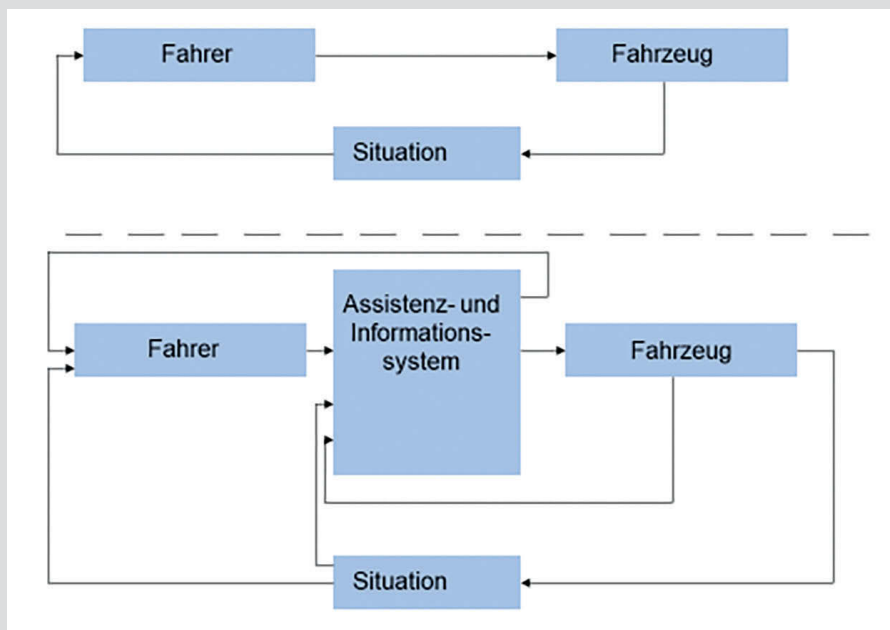 Fahrer
Fahrzeug
Situation
Assistenz- und
Informations-
system
Fahrer
Fahrzeug
Situation